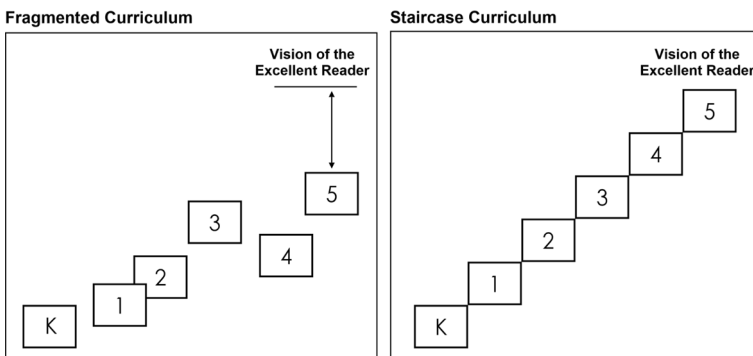 Fragmented Curriculum
Vision of the
Excellent Reader
5
3
4
2
1
K
Staircase Curriculum
Vision of the
Excellent Reader
5
4
3
2
1
K